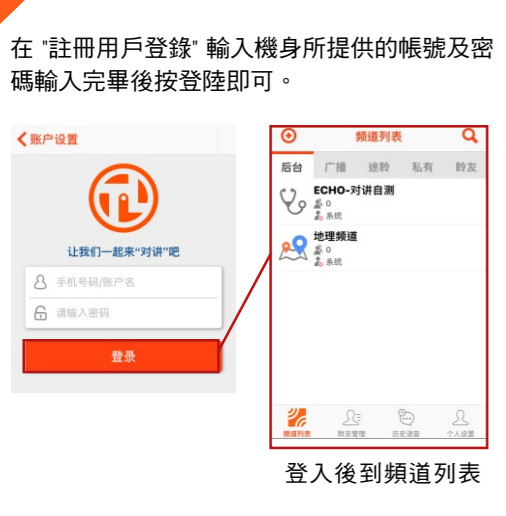 在 "註冊用戶登錄" 輸入機身所提供的帳號及密
碼輸入完畢後按登陸即可。
账户设置
让我们一起来“对讲”吧
手机号码/账户名
请输入密码
登录
频道列表
后台 广播 途聆 私有 聆友
ECHO-对讲自测
0
系统
地理频道
0
系统
频道列表 聆友管理 历史语音 个人设置
登入後到頻道列表